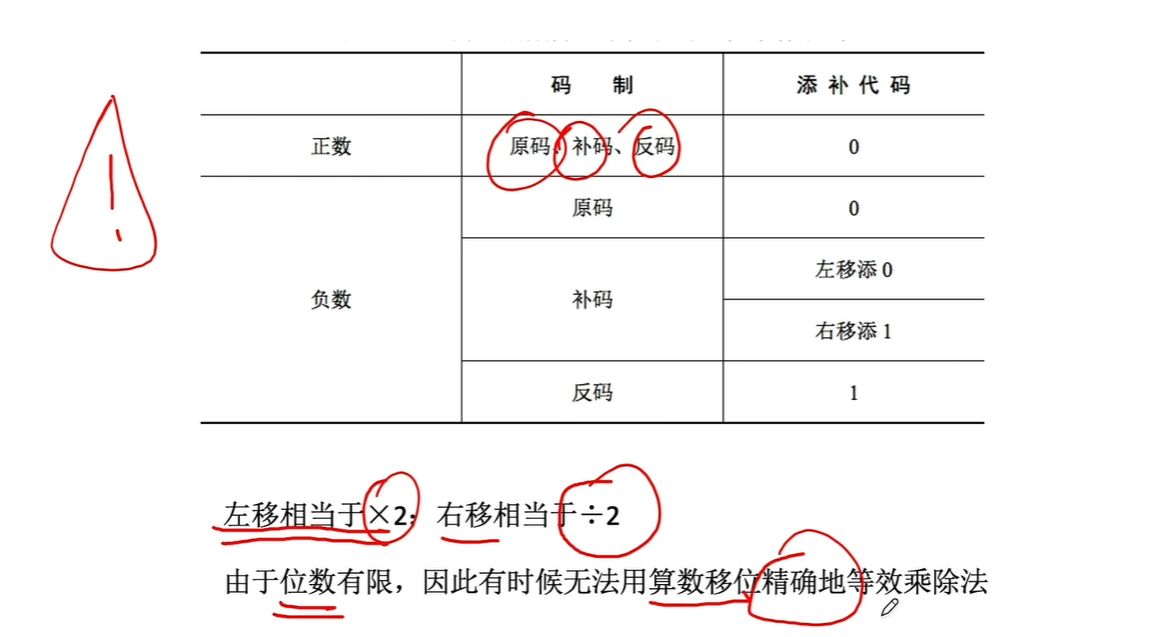 码 制 添 补 代 码
正数 原码、补码、反码 0
原码 0
左移添 0
负数 补码
右移添 1
反码 1
左移相当于×2；右移相当于÷2
由于位数有限，因此有时候无法用算数移位精确地等效乘除法